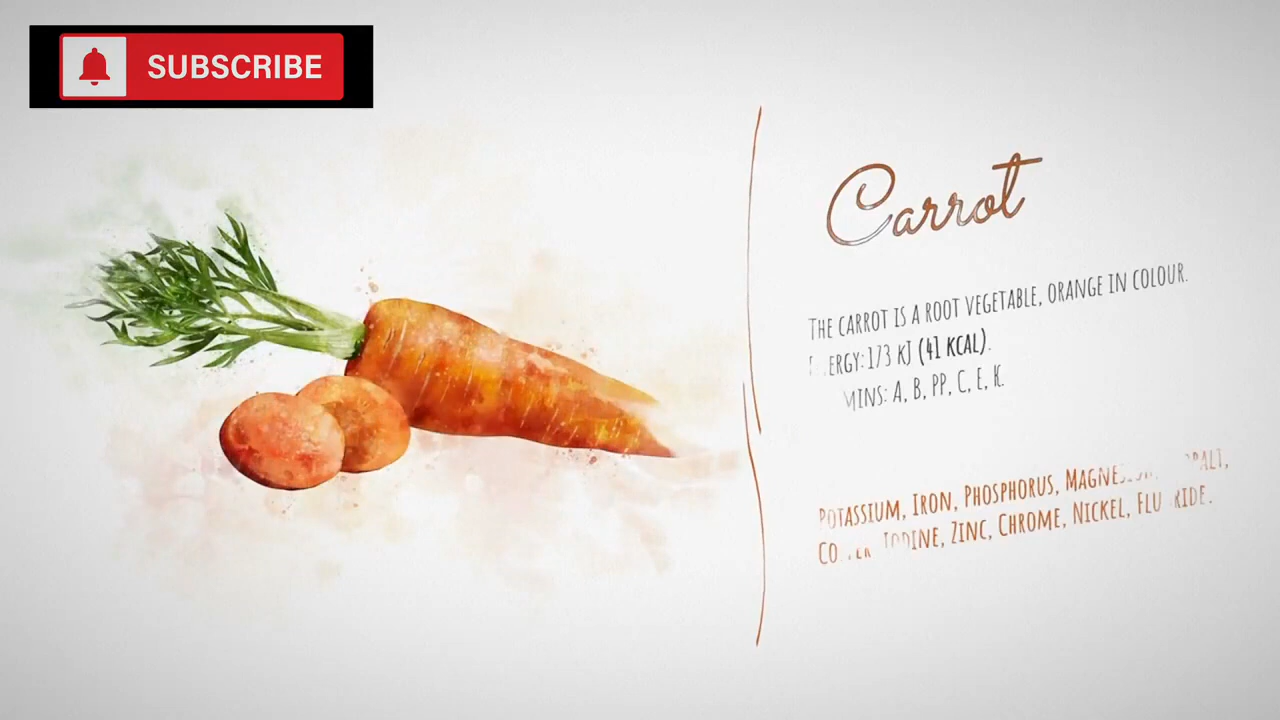 SUBSCRIBE
Carrot
THE CARROT IS A ROOT VEGETABLE, ORANGE IN COLOUR.
173 KJ (41 KCAL).
A, B, PP, C, E, K.
POTASSIUM, IRON, PHOSPHORUS,
ZINC, CHROME, NICKEL,